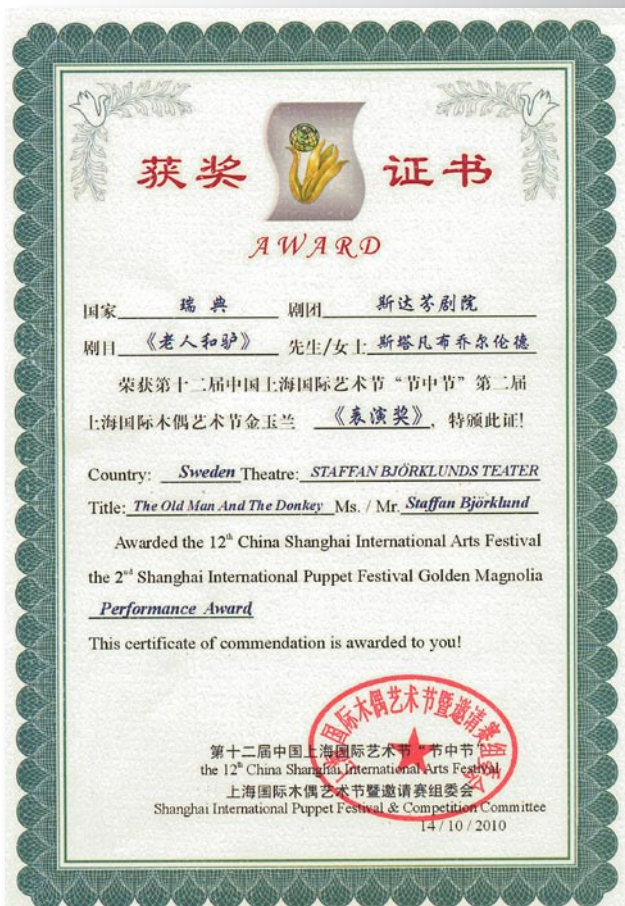 获奖 证书
AWARD
国家 瑞典 剧团 斯达芬剧院
剧目 《老人和驴》 先生/女士 斯塔凡布乔尔伦德
荣获第十二届中国上海国际艺术节“节中节”第二届
上海国际木偶艺术节金玉兰 《表演奖》, 特颁此证!
Country: Sweden Theatre: STAFFAN BJÖRKLUNDS TEATER
Title: The Old Man And The Donkey Ms. / Mr. Staffan Björklund
Awarded the 12th China Shanghai International Arts Festival
the 2nd Shanghai International Puppet Festival Golden Magnolia
Performance Award
This certificate of commendation is awarded to you!
上海国际木偶艺术节暨邀请赛组委会
第十二届中国上海国际艺术节“节中节”
the 12th China Shanghai International Arts Festival
上海国际木偶艺术节暨邀请赛组委会
Shanghai International Puppet Festival & Competition Committee
14/10/2010